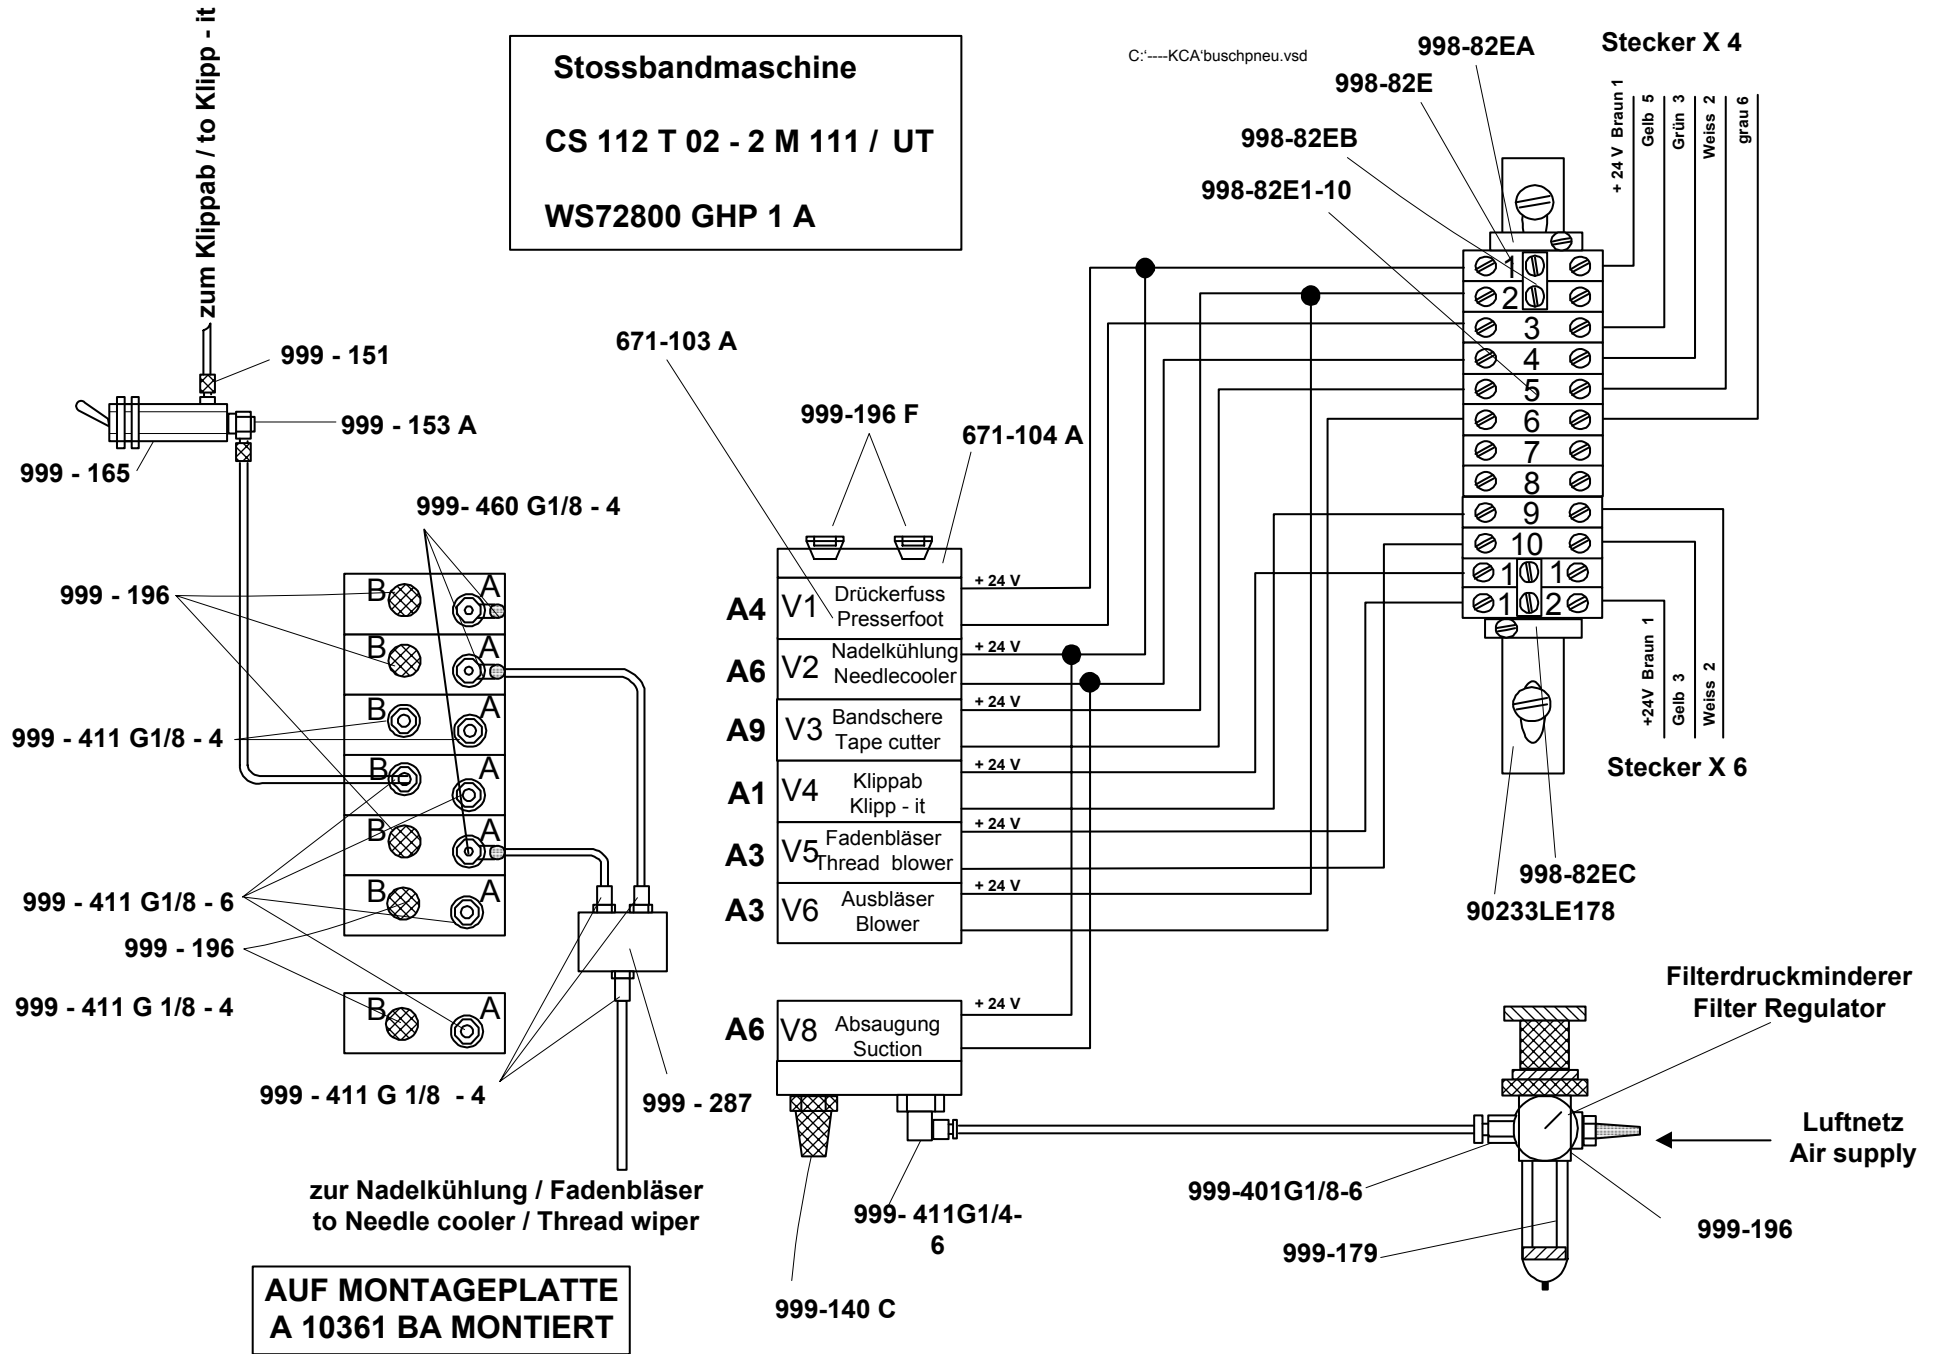 zum Klippab / to Klipp - it
Stossbandmaschine
CS 112 T 02 - 2 M 111 / UT
WS72800 GHP 1 A
C:'----KCA'buschpneu.vsd
998-82EA
998-82E
998-82EB
998-82E1-10
Stecker X 4
+ 24 V Braun 1
Gelb 5
Grün 3
Weiss 2
grau 6
1
2
3
4
5
6
7
8
9
10
1 1
1 2
+24V Braun 1
Gelb 3
Weiss 2
Stecker X 6
998-82EC
90233LE178
999 - 151
999 - 153 A
999 - 165
999- 460 G1/8 - 4
999 - 196
999 - 411 G1/8 - 4
999 - 411 G1/8 - 6
999 - 196
999 - 411 G 1/8 - 4
B A
B A
B A
B A
B A
B A
B A
999 - 411 G 1/8 - 4
999 - 287
zur Nadelkühlung / Fadenbläser
to Needle cooler / Thread wiper
AUF MONTAGEPLATTE
A 10361 BA MONTIERT
671-103 A
999-196 F
671-104 A
A4 V1 Drückerfuss + 24 V
Presserfoot
A6 V2 Nadelkühlung + 24 V
Needlecooler
A9 V3 Bandschere + 24 V
Tape cutter
A1 V4 Klippab + 24 V
Klipp - it
A3 V5 Fadenbläser + 24 V
Thread blower
A3 V6 Ausbläser + 24 V
Blower
A6 V8 Absaugung + 24 V
Suction
999- 411G1/4-
6
999-140 C
Filterdruckminderer
Filter Regulator
Luftnetz
Air supply
999-401G1/8-6
999-196
999-179